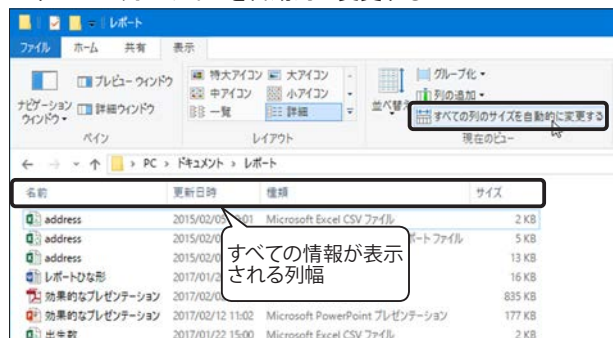 レポート
ファイル ホーム 共有 表示
ナビゲーション
ウィンドウ
プレビュー ウィンドウ
詳細ウィンドウ
ペイン
特大アイコン 大アイコン
中アイコン 小アイコン
一覧 詳細
レイアウト
並べ替え
グループ化
列の追加
すべての列のサイズを自動的に変更する
現在のビュー
PC › ドキュメント › レポート
名前 更新日時 種類 サイズ
address 2015/02/05 Microsoft Excel CSV ファイル 2 KB
address 2015/02/0 ポート ファイル 5 KB
address 2015/02/0 13 KB
レポートひな形 2017/01/2 16 KB
効果的なプレゼンテーション 2017/02/0 835 KB
効果的なプレゼンテーション 2017/02/12 11:02 Microsoft PowerPoint プレゼンテーション 177 KB
出生数 2017/01/22 15:00 Microsoft Excel CSV ファイル 2 KB
すべての情報が表示
される列幅